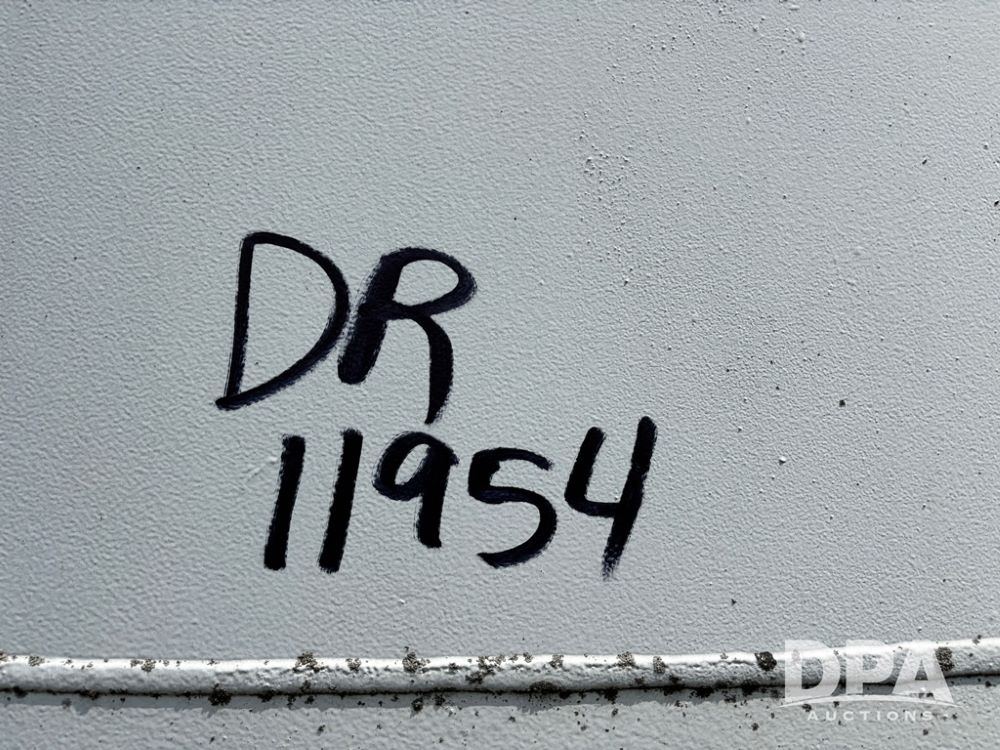 DR
11954
DPA
AUCTIONS